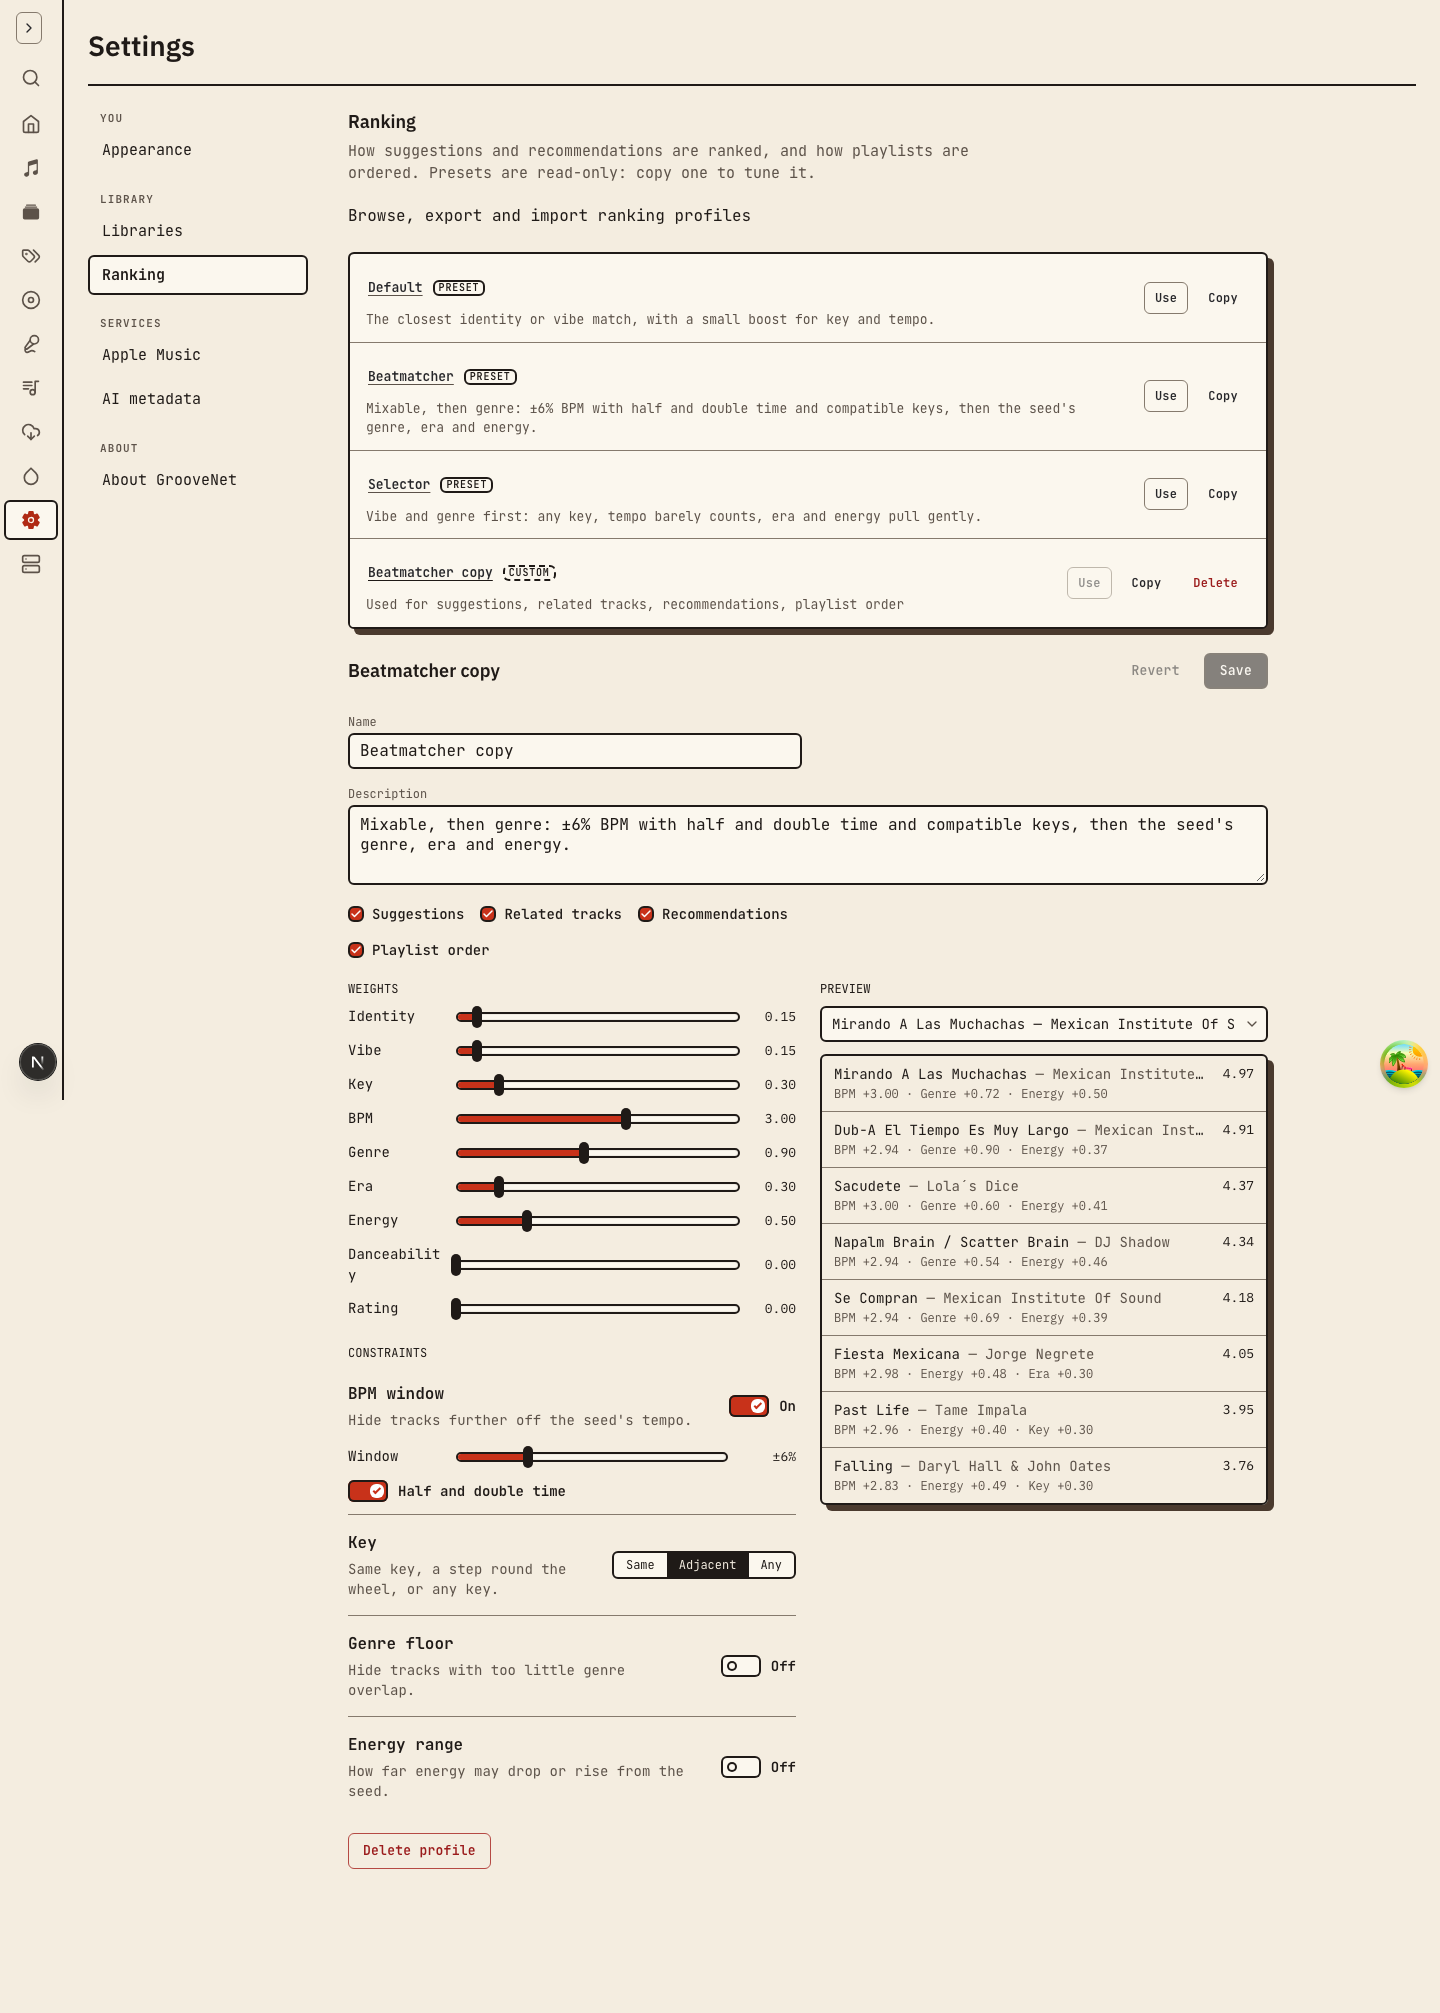 Settings
YOU
Appearance
LIBRARY
Libraries
Ranking
SERVICES
Apple Music
AI metadata
ABOUT
About GrooveNet
Ranking
How suggestions and recommendations are ranked, and how playlists are
ordered. Presets are read-only: copy one to tune it.
Browse, export and import ranking profiles
Default PRESET
The closest identity or vibe match, with a small boost for key and tempo.
Use Copy
Beatmatcher PRESET
Mixable, then genre: ±6% BPM with half and double time and compatible keys, then the seed's
genre, era and energy.
Use Copy
Selector PRESET
Vibe and genre first: any key, tempo barely counts, era and energy pull gently.
Use Copy
Beatmatcher copy CUSTOM
Used for suggestions, related tracks, recommendations, playlist order
Use Copy Delete
Beatmatcher copy
Revert Save
Name
Beatmatcher copy
Description
Mixable, then genre: ±6% BPM with half and double time and compatible keys, then the seed's
genre, era and energy.
Suggestions Related tracks Recommendations
Playlist order
WEIGHTS
Identity 0.15
Vibe 0.15
Key 0.30
BPM 3.00
Genre 0.90
Era 0.30
Energy 0.50
Danceabilit
y 0.00
Rating 0.00
CONSTRAINTS
BPM window
Hide tracks further off the seed's tempo.
On
Window ±6%
Half and double time
Key
Same key, a step round the
wheel, or any key.
Same Adjacent Any
Genre floor
Hide tracks with too little genre
overlap.
Off
Energy range
How far energy may drop or rise from the
seed.
Off
Delete profile
PREVIEW
Mirando A Las Muchachas — Mexican Institute Of S
Mirando A Las Muchachas — Mexican Institute… 4.97
BPM +3.00 · Genre +0.72 · Energy +0.50
Dub-A El Tiempo Es Muy Largo — Mexican Inst… 4.91
BPM +2.94 · Genre +0.90 · Energy +0.37
Sacudete — Lola´s Dice 4.37
BPM +3.00 · Genre +0.60 · Energy +0.41
Napalm Brain / Scatter Brain — DJ Shadow 4.34
BPM +2.94 · Genre +0.54 · Energy +0.46
Se Compran — Mexican Institute Of Sound 4.18
BPM +2.94 · Genre +0.69 · Energy +0.39
Fiesta Mexicana — Jorge Negrete 4.05
BPM +2.98 · Energy +0.48 · Era +0.30
Past Life — Tame Impala 3.95
BPM +2.96 · Energy +0.40 · Key +0.30
Falling — Daryl Hall & John Oates 3.76
BPM +2.83 · Energy +0.49 · Key +0.30
N